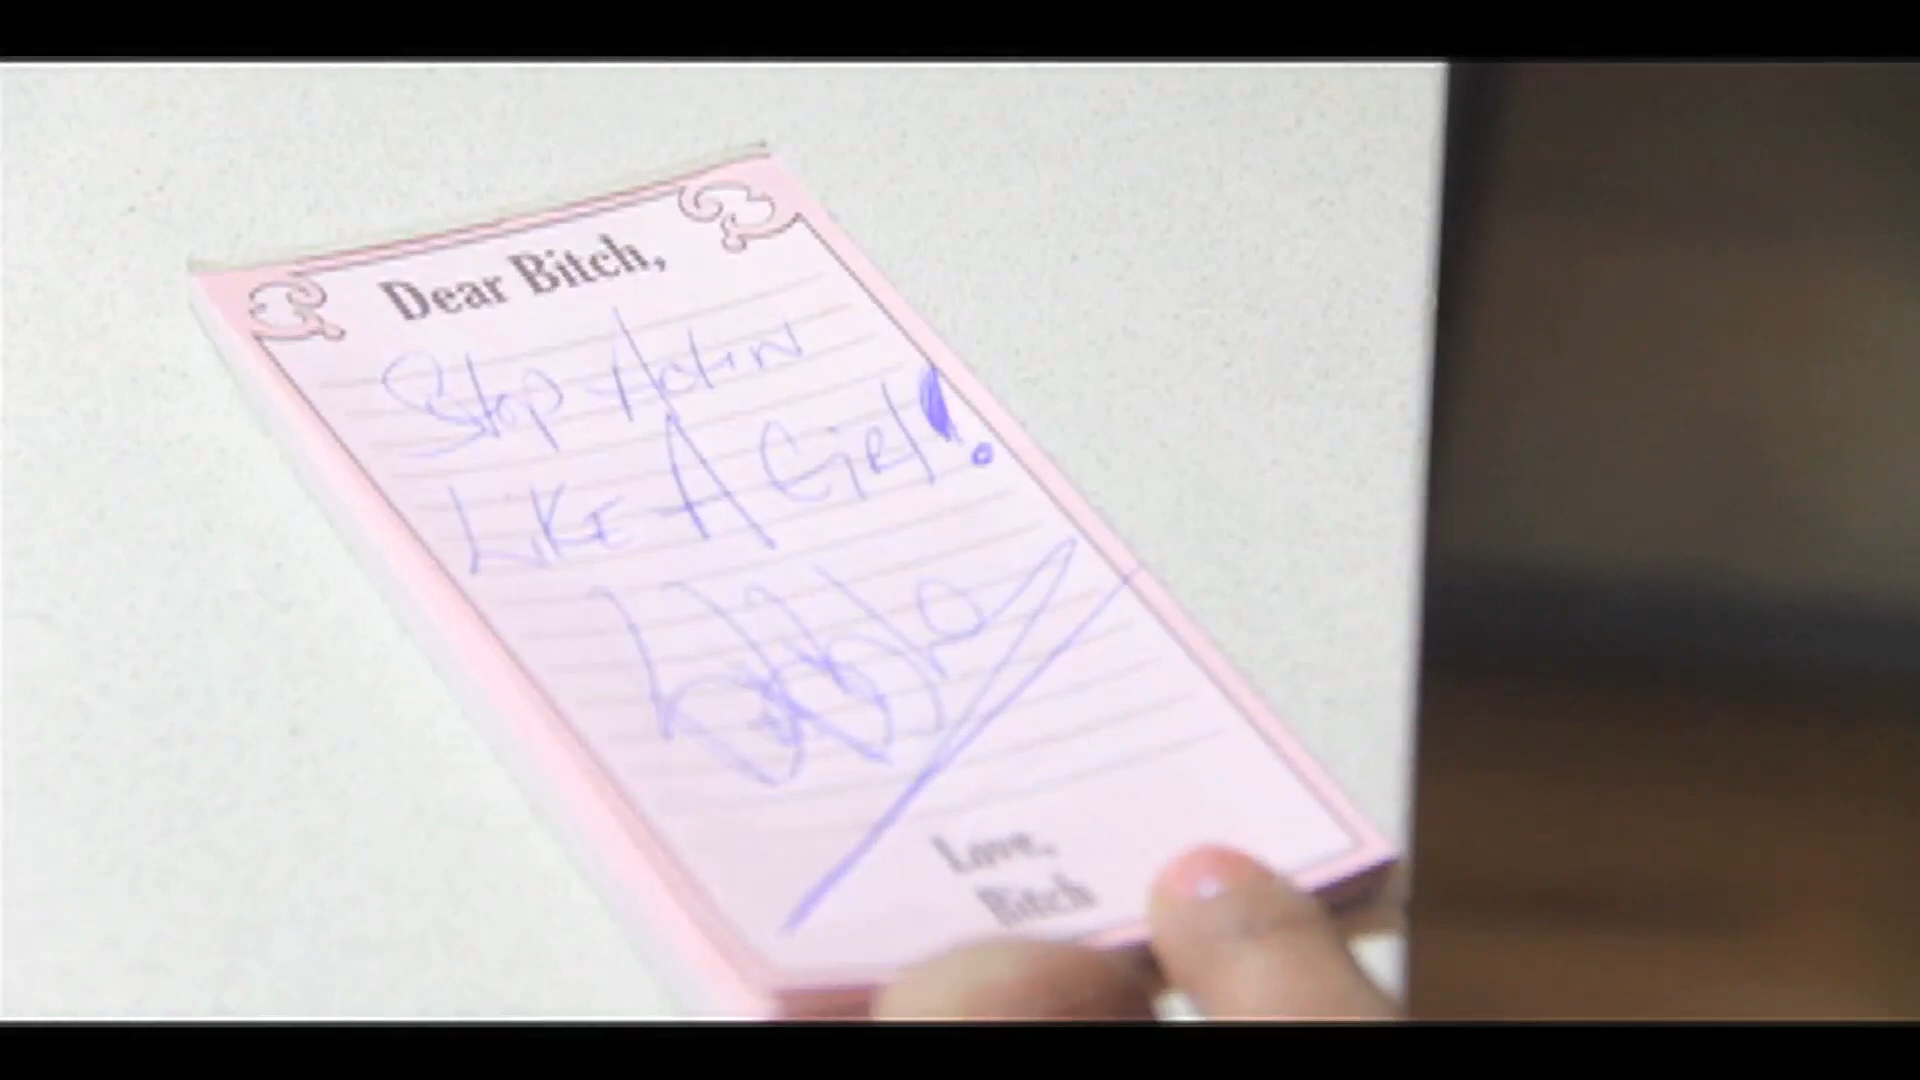 Dear Bitch,
Stop Actin
Like A Girl!
Love,
Bitch